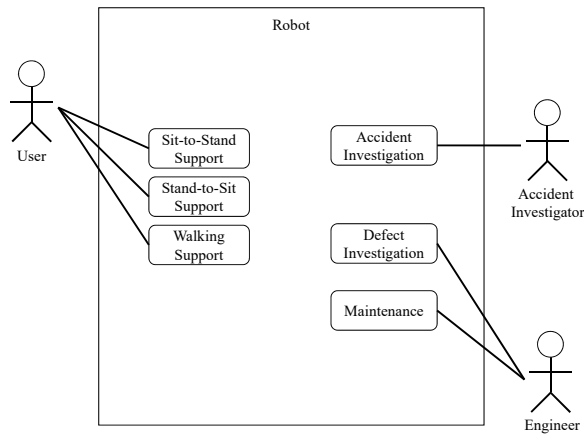 Robot
User
Sit-to-Stand
Support
Stand-to-Sit
Support
Walking
Support
Accident
Investigation
Defect
Investigation
Maintenance
Accident
Investigator
Engineer